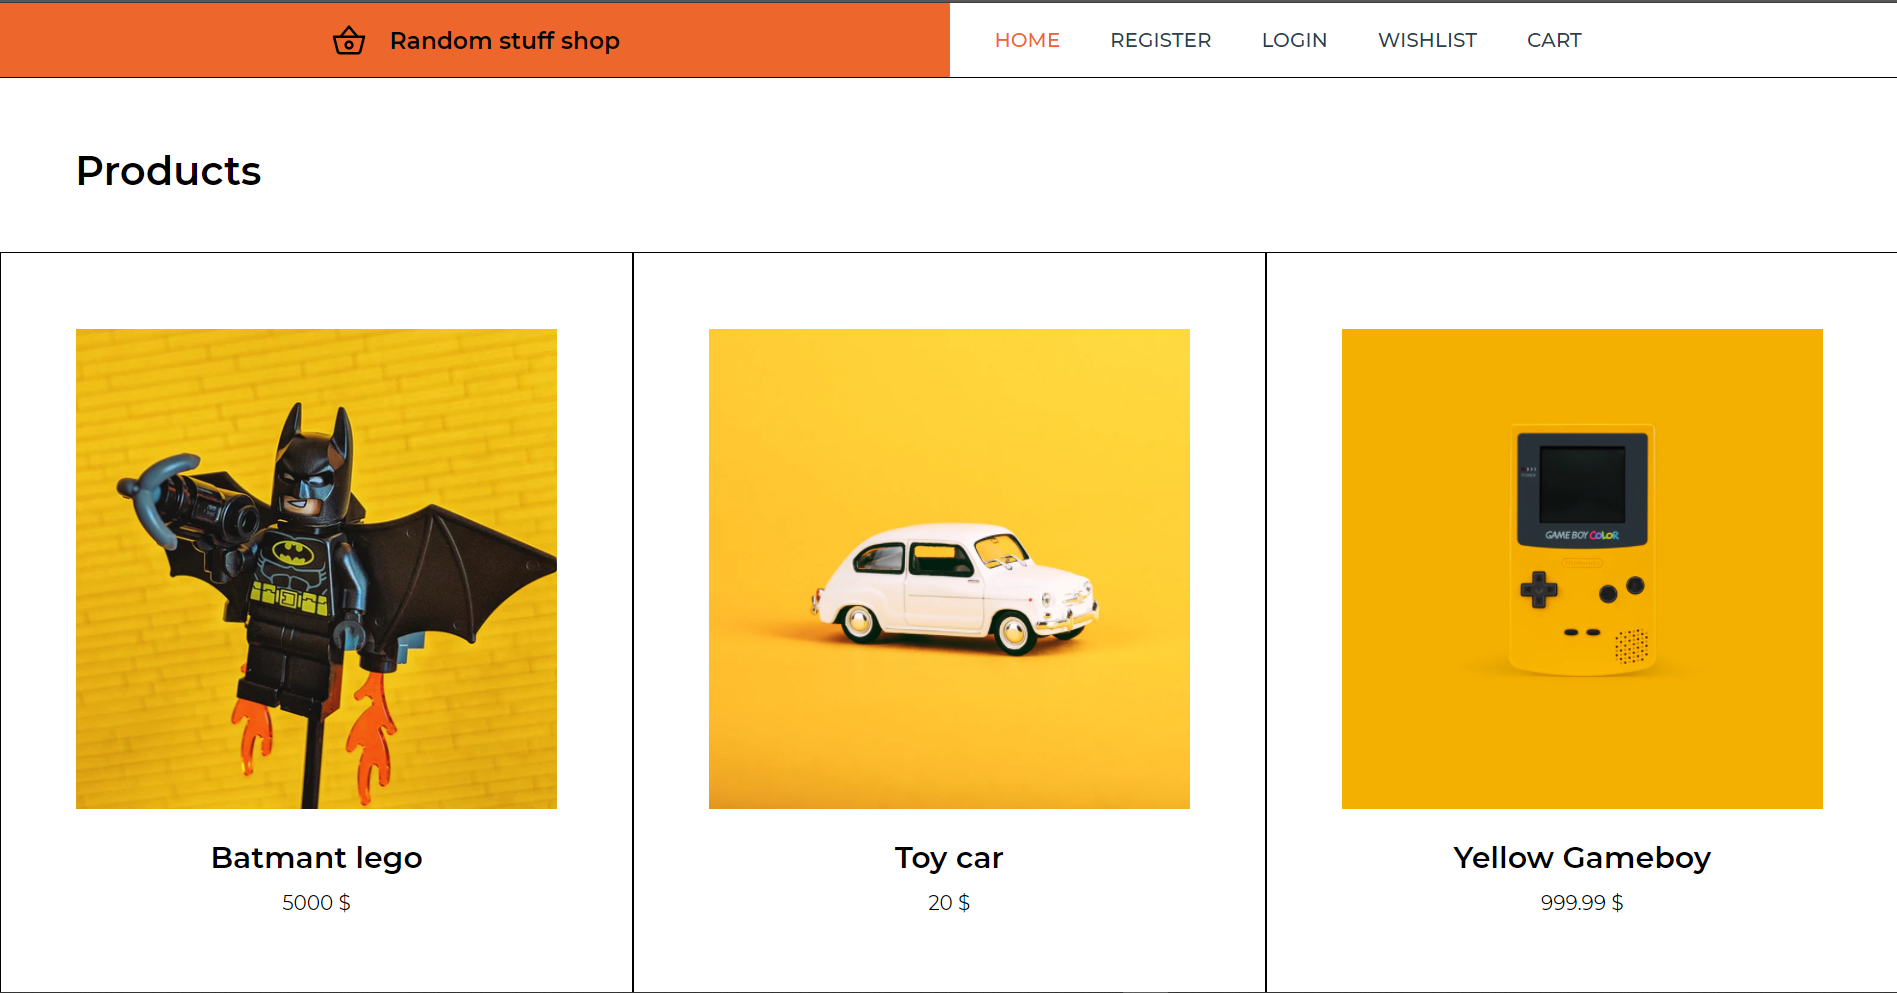 Random stuff shop
HOME REGISTER LOGIN WISHLIST CART
Products
GAME BOY COLOR
Nintendo
Batmant lego
Toy car
Yellow Gameboy
5000 $
20 $
999.99 $